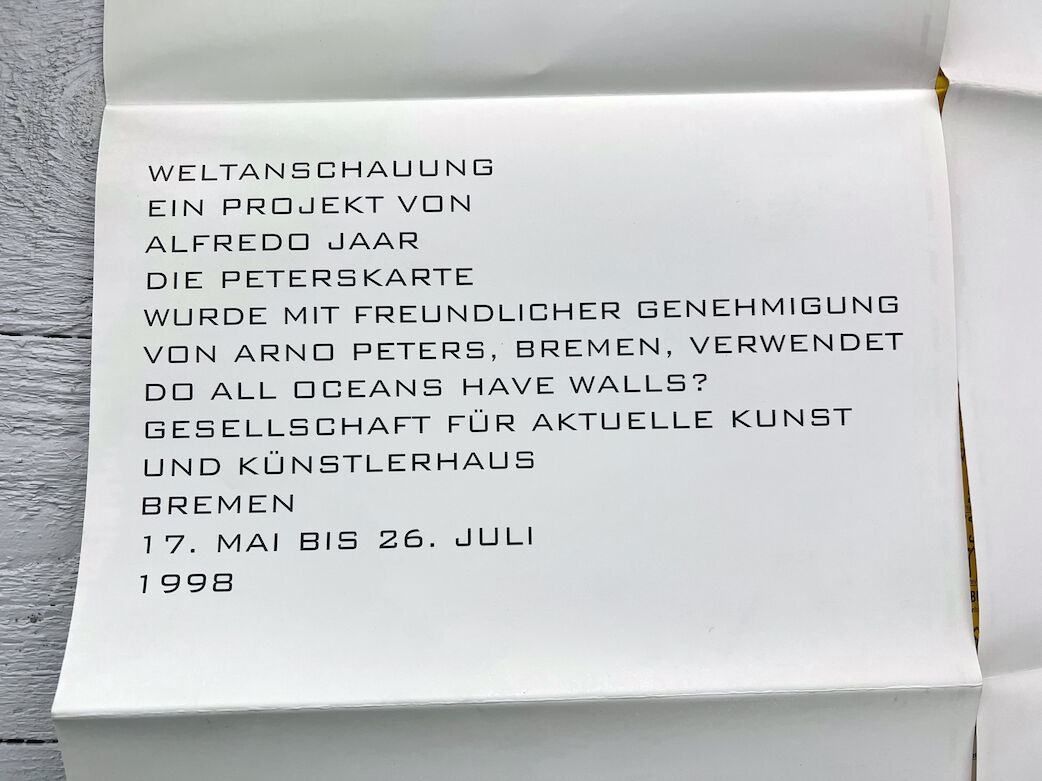 WELTANSCHAUUNG
EIN PROJEKT VON
ALFREDO JAAR
DIE PETERSKARTE
WURDE MIT FREUNDLICHER GENEHMIGUNG
VON ARNO PETERS, BREMEN, VERWENDET
DO ALL OCEANS HAVE WALLS?
GESELLSCHAFT FÜR AKTUELLE KUNST
UND KÜNSTLERHAUS
BREMEN
17. MAI BIS 26. JULI
1998